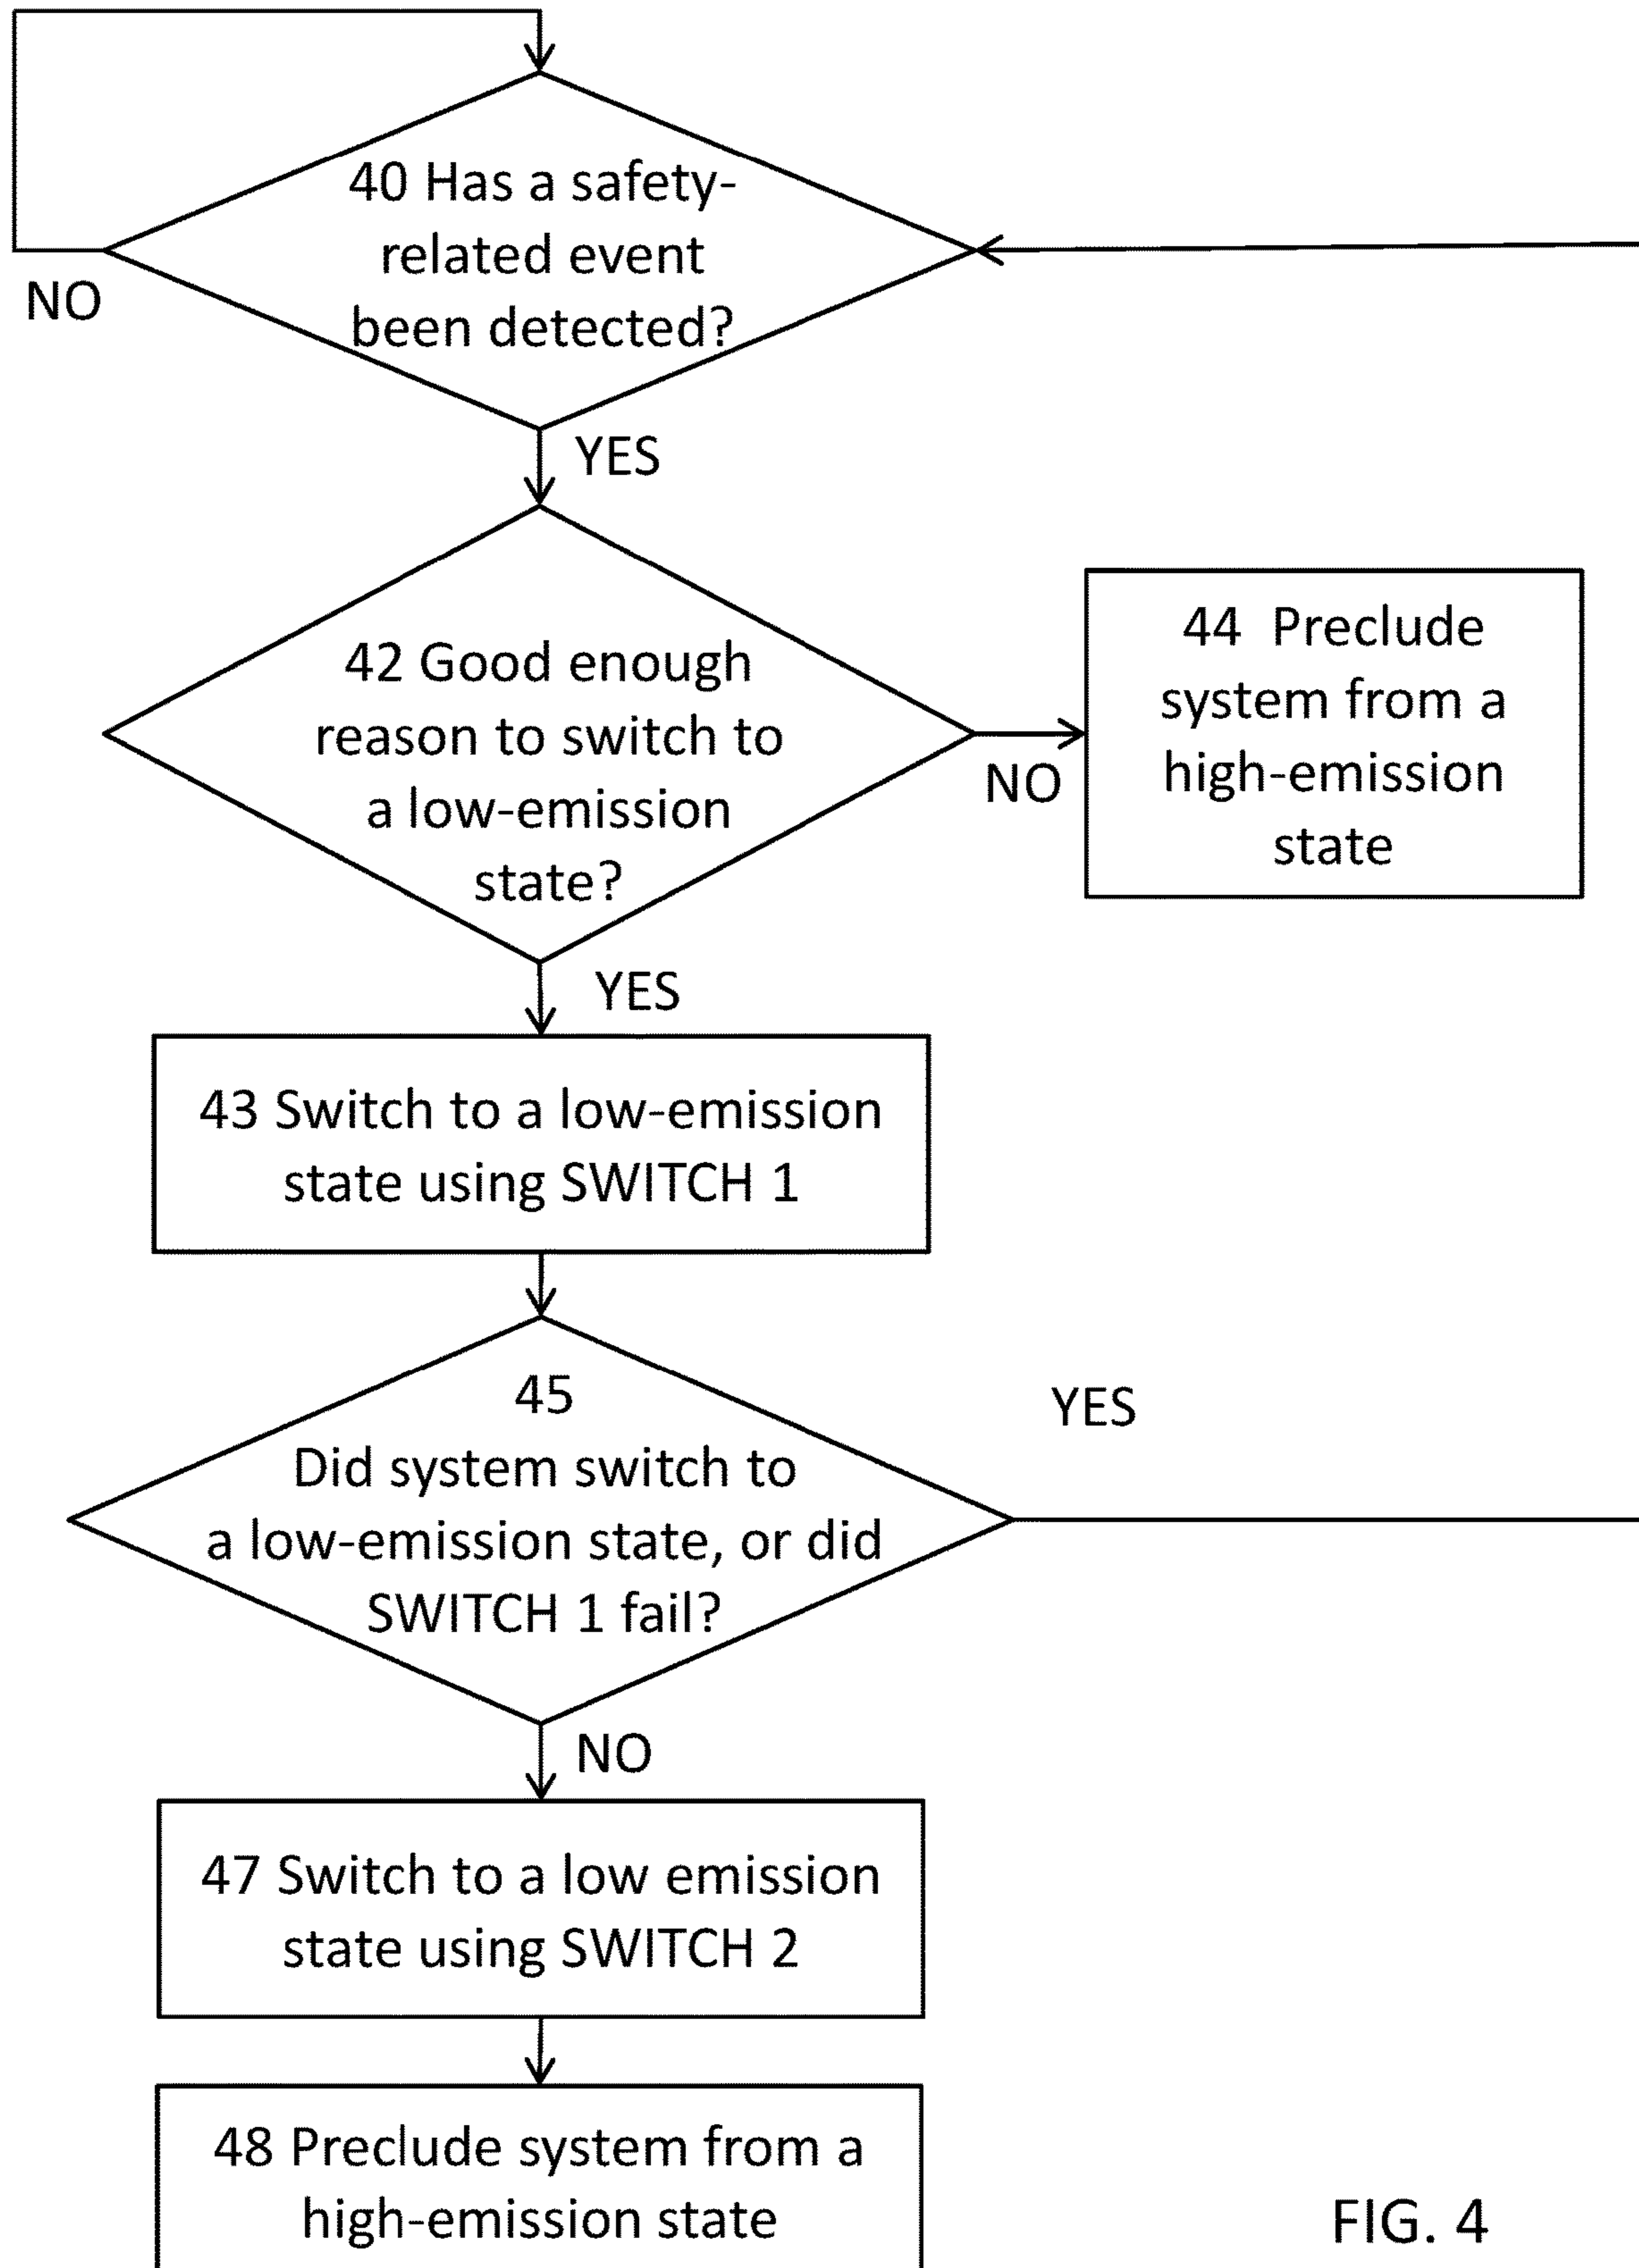 40 Has a safety-
related event
been detected?
NO
YES
42 Good enough
reason to switch to
a low-emission
state?
NO
44 Preclude
system from a
high-emission
state
YES
43 Switch to a low-emission
state using SWITCH 1
45
Did system switch to
a low-emission state, or did
SWITCH 1 fail?
YES
NO
47 Switch to a low emission
state using SWITCH 2
48 Preclude system from a
high-emission state
FIG. 4